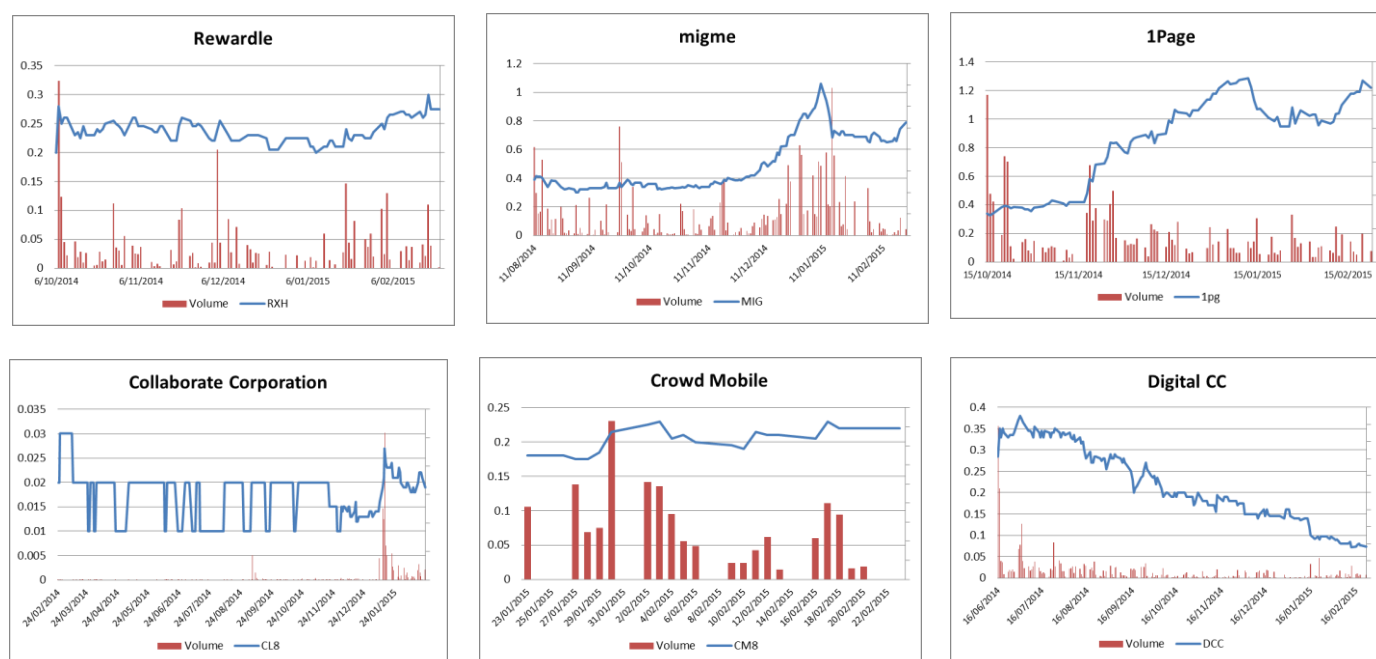 Rewardle
0.35
0.3
0.25
0.2
0.15
0.1
0.05
0
6/10/2014 6/11/2014 6/12/2014 6/01/2015 6/02/2015
Volume RXH
migme
1.2
1
0.8
0.6
0.4
0.2
0
11/08/2014 11/09/2014 11/10/2014 11/11/2014 11/12/2014 11/01/2015 11/02/2015
Volume MIG
1Page
1.4
1.2
1
0.8
0.6
0.4
0.2
0
15/10/2014 15/11/2014 15/12/2014 15/01/2015 15/02/2015
Volume 1pg
Collaborate Corporation
0.035
0.03
0.025
0.02
0.015
0.01
0.005
0
24/02/2014 24/03/2014 24/04/2014 24/05/2014 24/06/2014 24/07/2014 24/08/2014 24/09/2014 24/10/2014 24/11/2014 24/12/2014 24/01/2015
Volume CL8
Crowd Mobile
0.25
0.2
0.15
0.1
0.05
0
23/01/2015 25/01/2015 27/01/2015 29/01/2015 31/01/2015 2/02/2015 4/02/2015 6/02/2015 8/02/2015 10/02/2015 12/02/2015 14/02/2015 16/02/2015 18/02/2015 20/02/2015 22/02/2015
Volume CM8
Digital CC
0.4
0.35
0.3
0.25
0.2
0.15
0.1
0.05
0
16/06/2014 16/07/2014 16/08/2014 16/09/2014 16/10/2014 16/11/2014 16/12/2014 16/01/2015 16/02/2015
Volume DCC